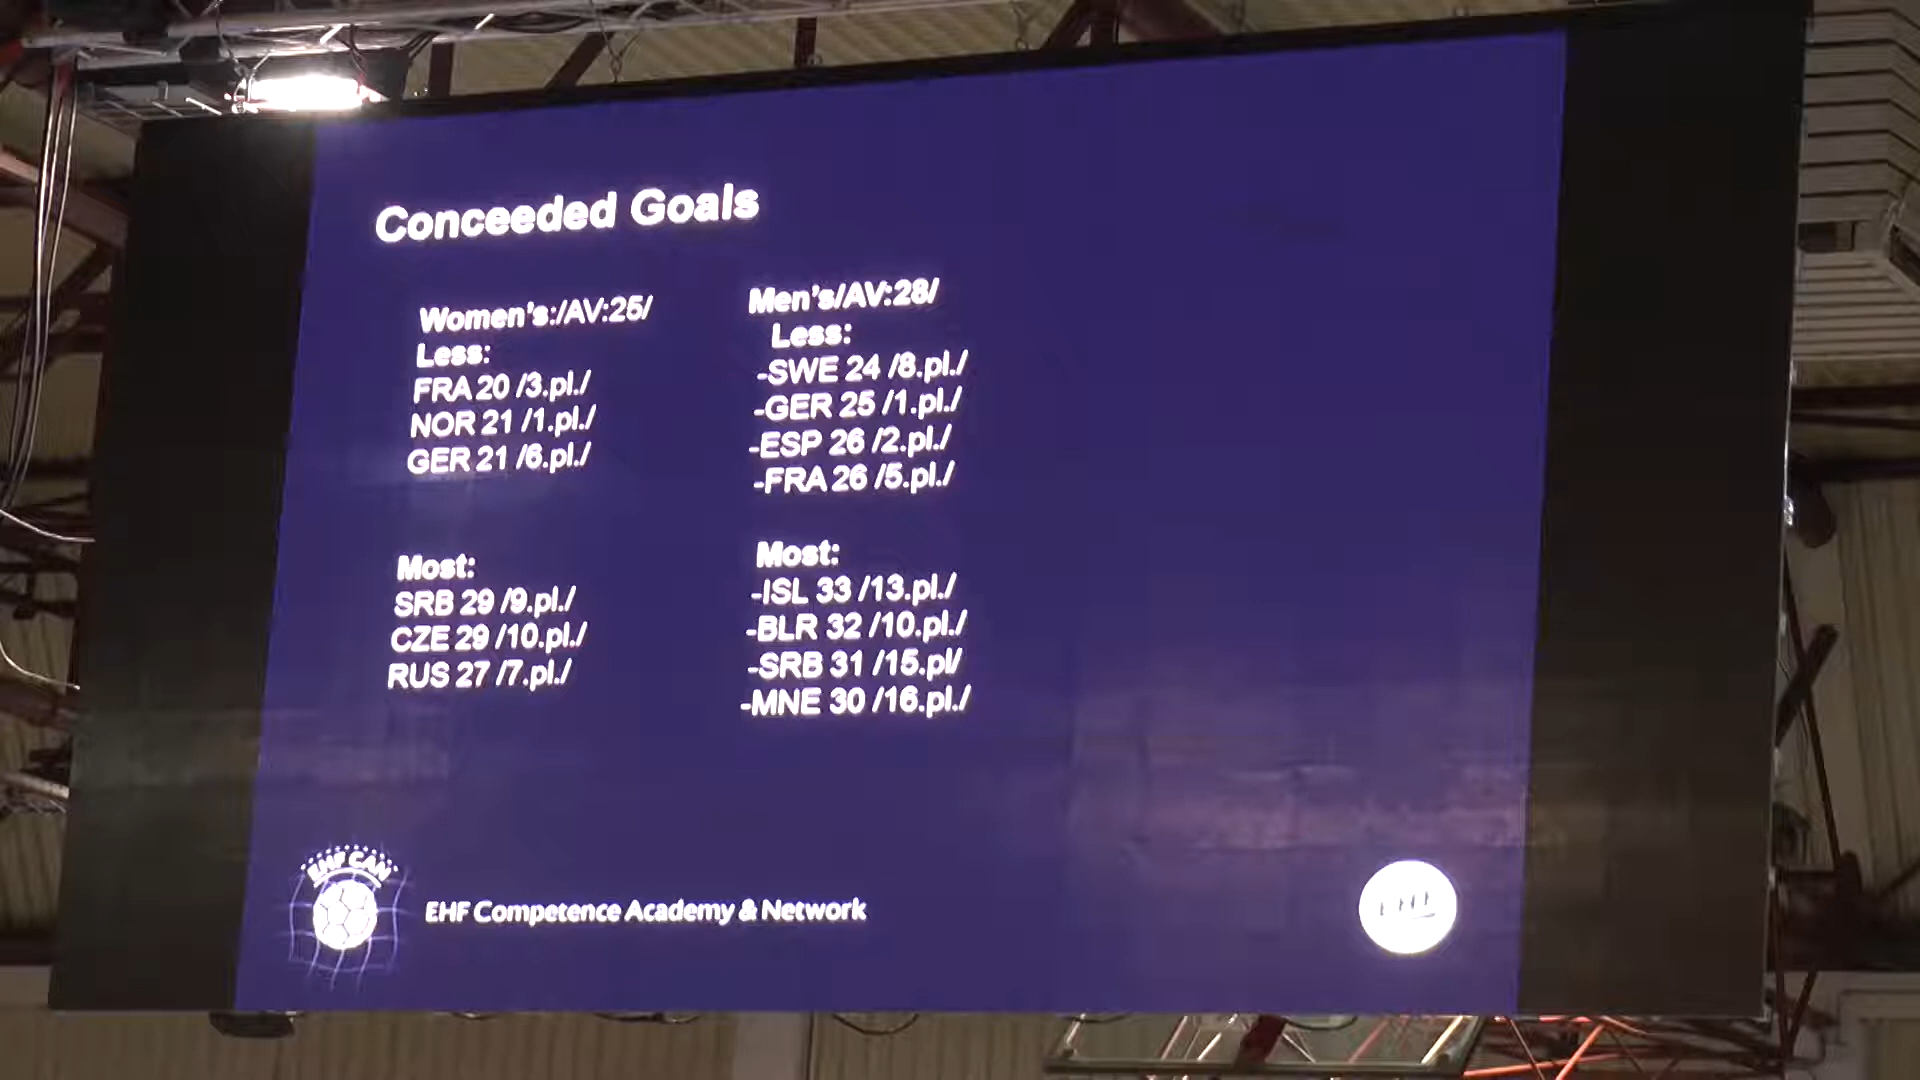 Conceeded Goals
Women's:/AV:25/
Less:
FRA 20 /3.pl./
NOR 21 /1.pl./
GER 21 /6.pl./
Most:
SRB 29 /9.pl./
CZE 29 /10.pl./
RUS 27 /7.pl./
Men's/AV:28/
Less:
-SWE 24 /8.pl./
-GER 25 /1.pl./
-ESP 26 /2.pl./
-FRA 26 /5.pl./
Most:
-ISL 33 /13.pl./
-BLR 32 /10.pl./
-SRB 31 /15.pl/
-MNE 30 /16.pl./
EHF CAN
EHF Competence Academy & Network
EHF